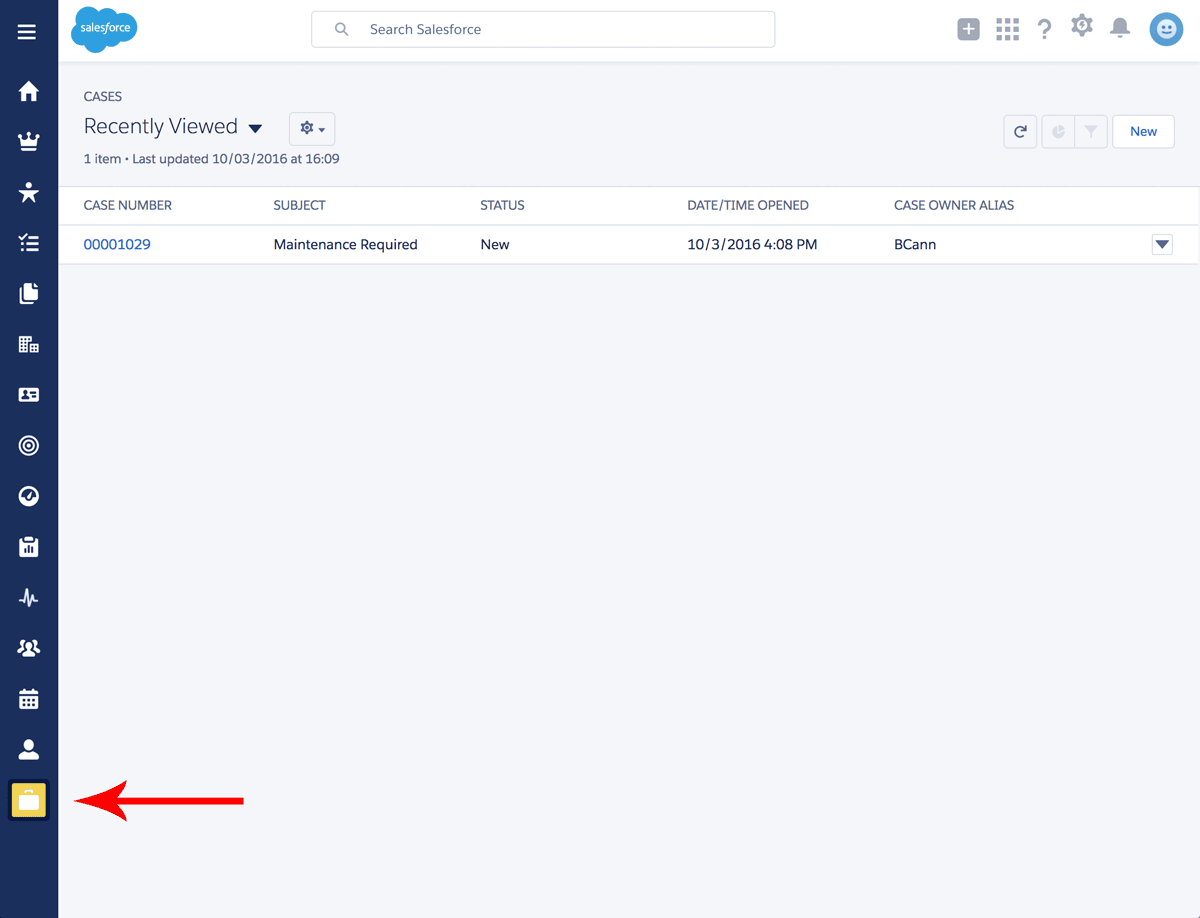 salesforce
Search Salesforce
CASES
Recently Viewed
1 item • Last updated 10/03/2016 at 16:09
New
CASE NUMBER SUBJECT STATUS DATE/TIME OPENED CASE OWNER ALIAS
00001029 Maintenance Required New 10/3/2016 4:08 PM BCann